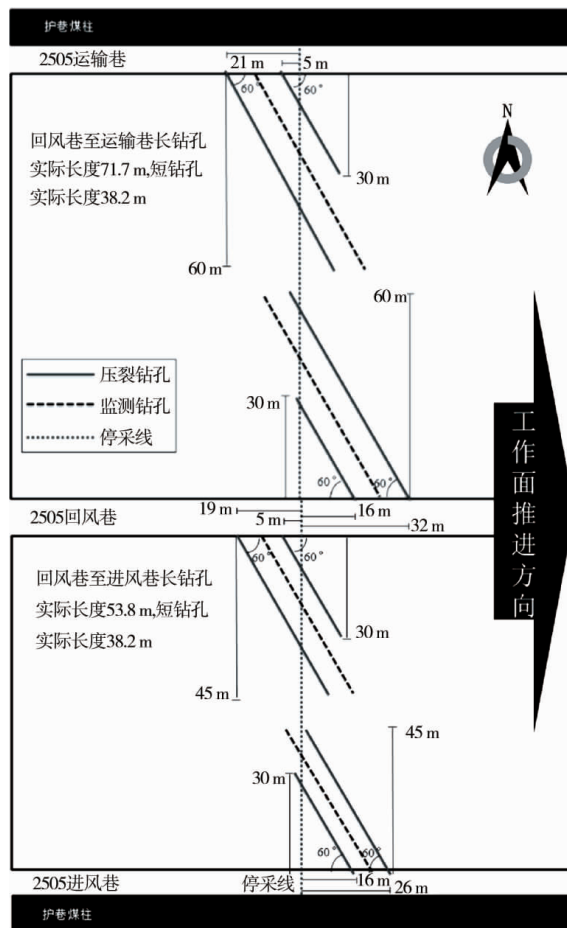 护巷煤柱
2505运输巷
21 m
5 m
60°
60°
N
回风巷至运输巷长钻孔
实际长度71.7 m,短钻孔
实际长度38.2 m
30 m
60 m
60 m
压裂钻孔
监测钻孔
停采线
30 m
60°
60°
工作面推进方向
2505回风巷
19 m
5 m
16 m
32 m
60°
60°
回风巷至进风巷长钻孔
实际长度53.8 m,短钻孔
实际长度38.2 m
30 m
45 m
45 m
30 m
60°
60°
2505进风巷
停采线
16 m
26 m
护巷煤柱